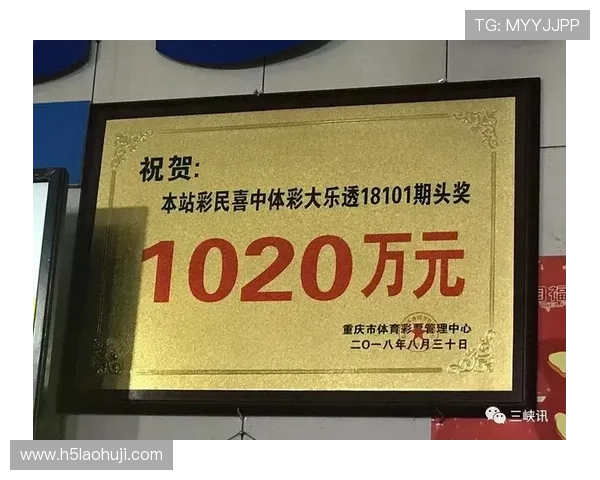 TG: MYYJJPP
祝贺:
本站彩民喜中体彩大乐透18101期头奖
1020万元
重庆市体育彩票管理中心
二〇一八年八月三十日
福
三峡讯
www.h5laohuji.com